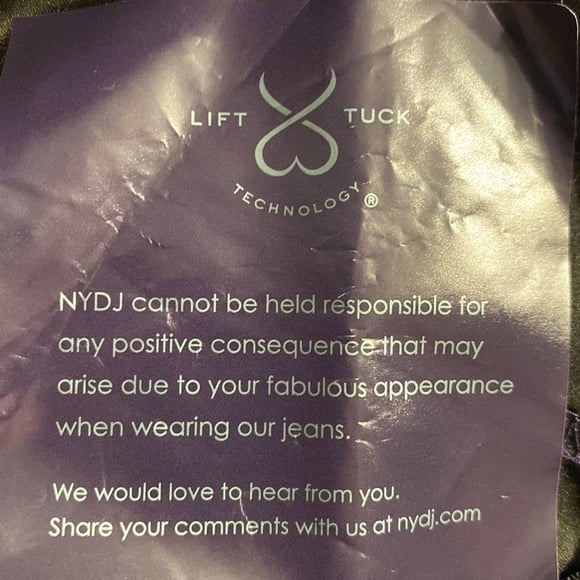 LIFT TUCK
TECHNOLOGY®
NYDJ cannot be held responsible for
any positive consequence that may
arise due to your fabulous appearance
when wearing our jeans.
We would love to hear from you.
Share your comments with us at nydj.com